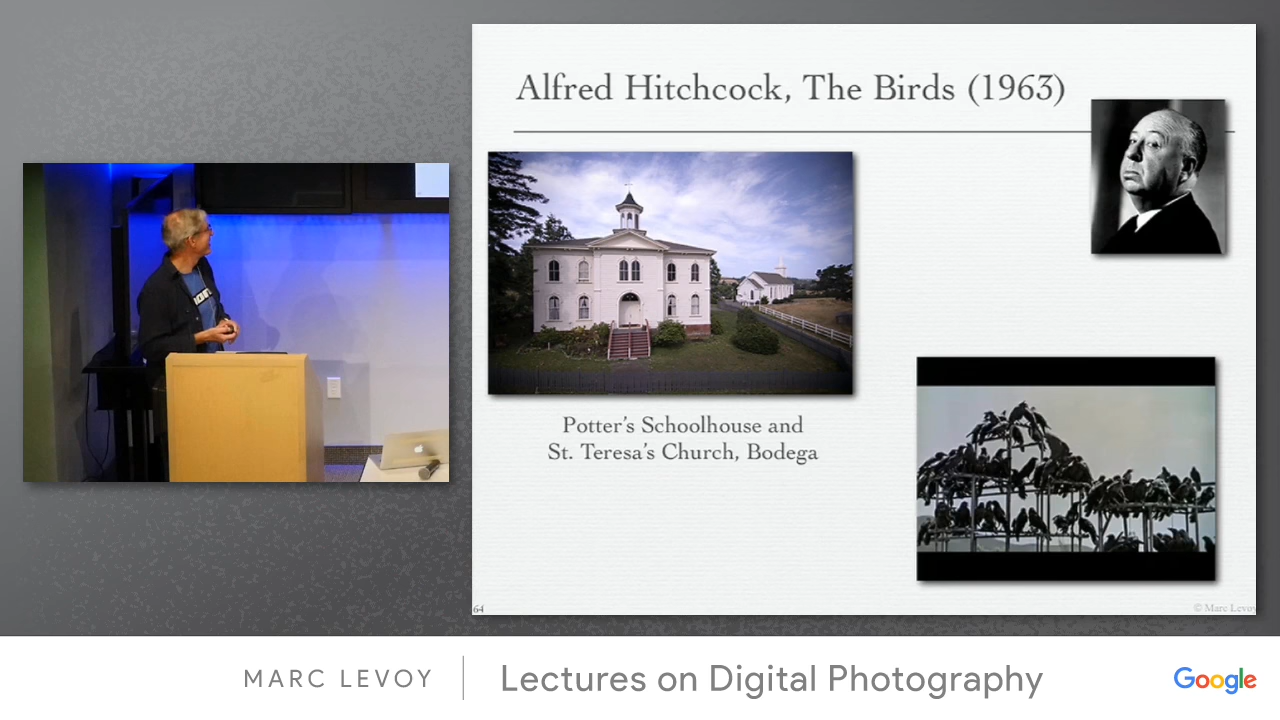 Alfred Hitchcock, The Birds (1963)
Potter's Schoolhouse and
St. Teresa's Church, Bodega
64
© Marc Levoy
MARC LEVOY
Lectures on Digital Photography
Google